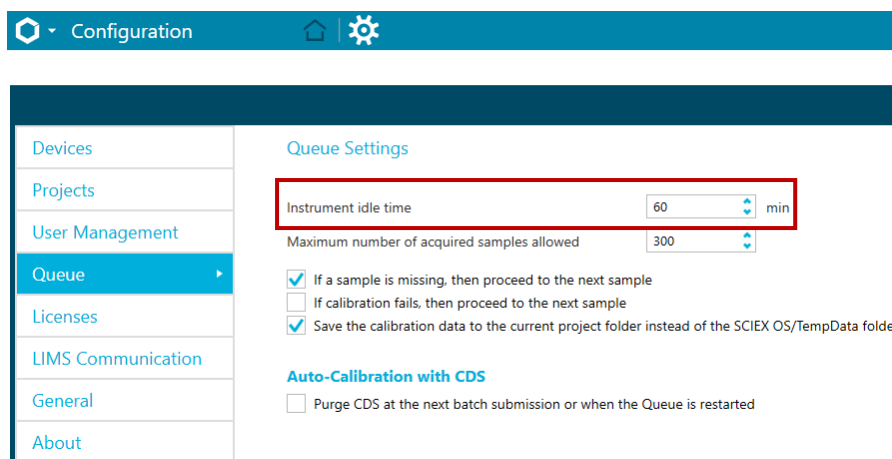 Configuration
Devices
Projects
User Management
Queue
Licenses
LIMS Communication
General
About
Queue Settings
Instrument idle time 60 min
Maximum number of acquired samples allowed 300
If a sample is missing, then proceed to the next sample
If calibration fails, then proceed to the next sample
Save the calibration data to the current project folder instead of the SCIEX OS/TempData folde
Auto-Calibration with CDS
Purge CDS at the next batch submission or when the Queue is restarted